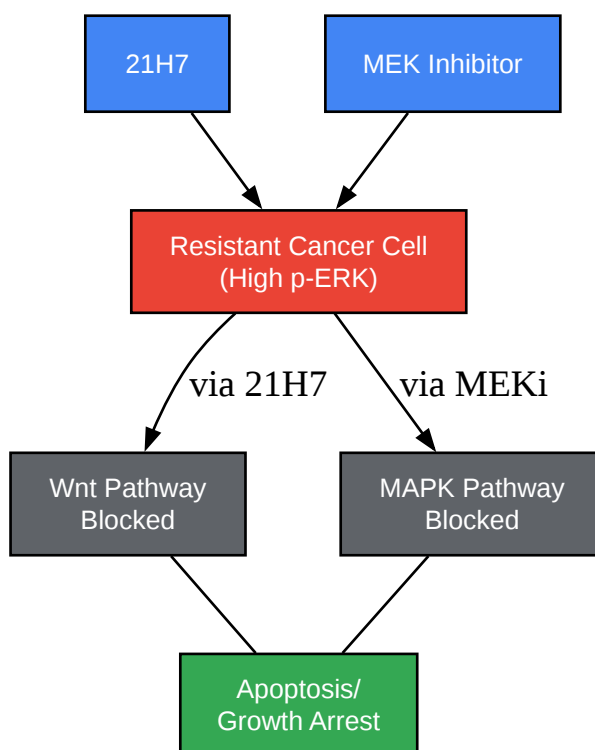 21H7
MEK Inhibitor
Resistant Cancer Cell
(High p-ERK)
via 21H7
via MEKi
Wnt Pathway
Blocked
MAPK Pathway
Blocked
Apoptosis/
Growth Arrest